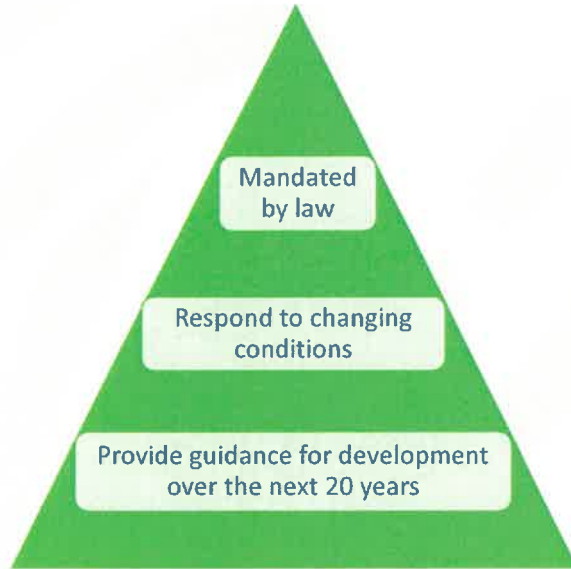 Mandated
by law
Respond to changing
conditions
Provide guidance for development
over the next 20 years